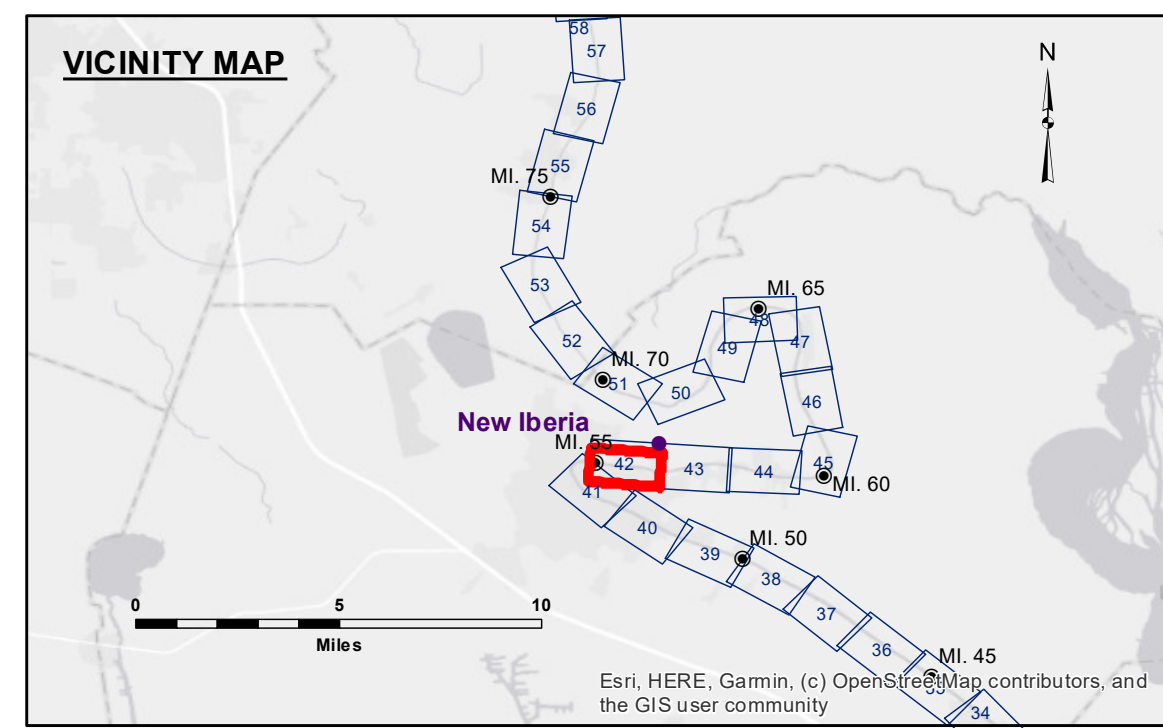 VICINITY MAP
N
58
57
56
55
MI. 75
54
53
52
MI. 65
48
47
49
MI. 70
51
50
46
New Iberia
MI. 55
42
43
44
45
MI. 60
41
40
39
MI. 50
38
37
36
MI. 45
35
34
0 5 10
Miles
Esri, HERE, Garmin, (c) OpenStreetMap contributors, and
the GIS user community